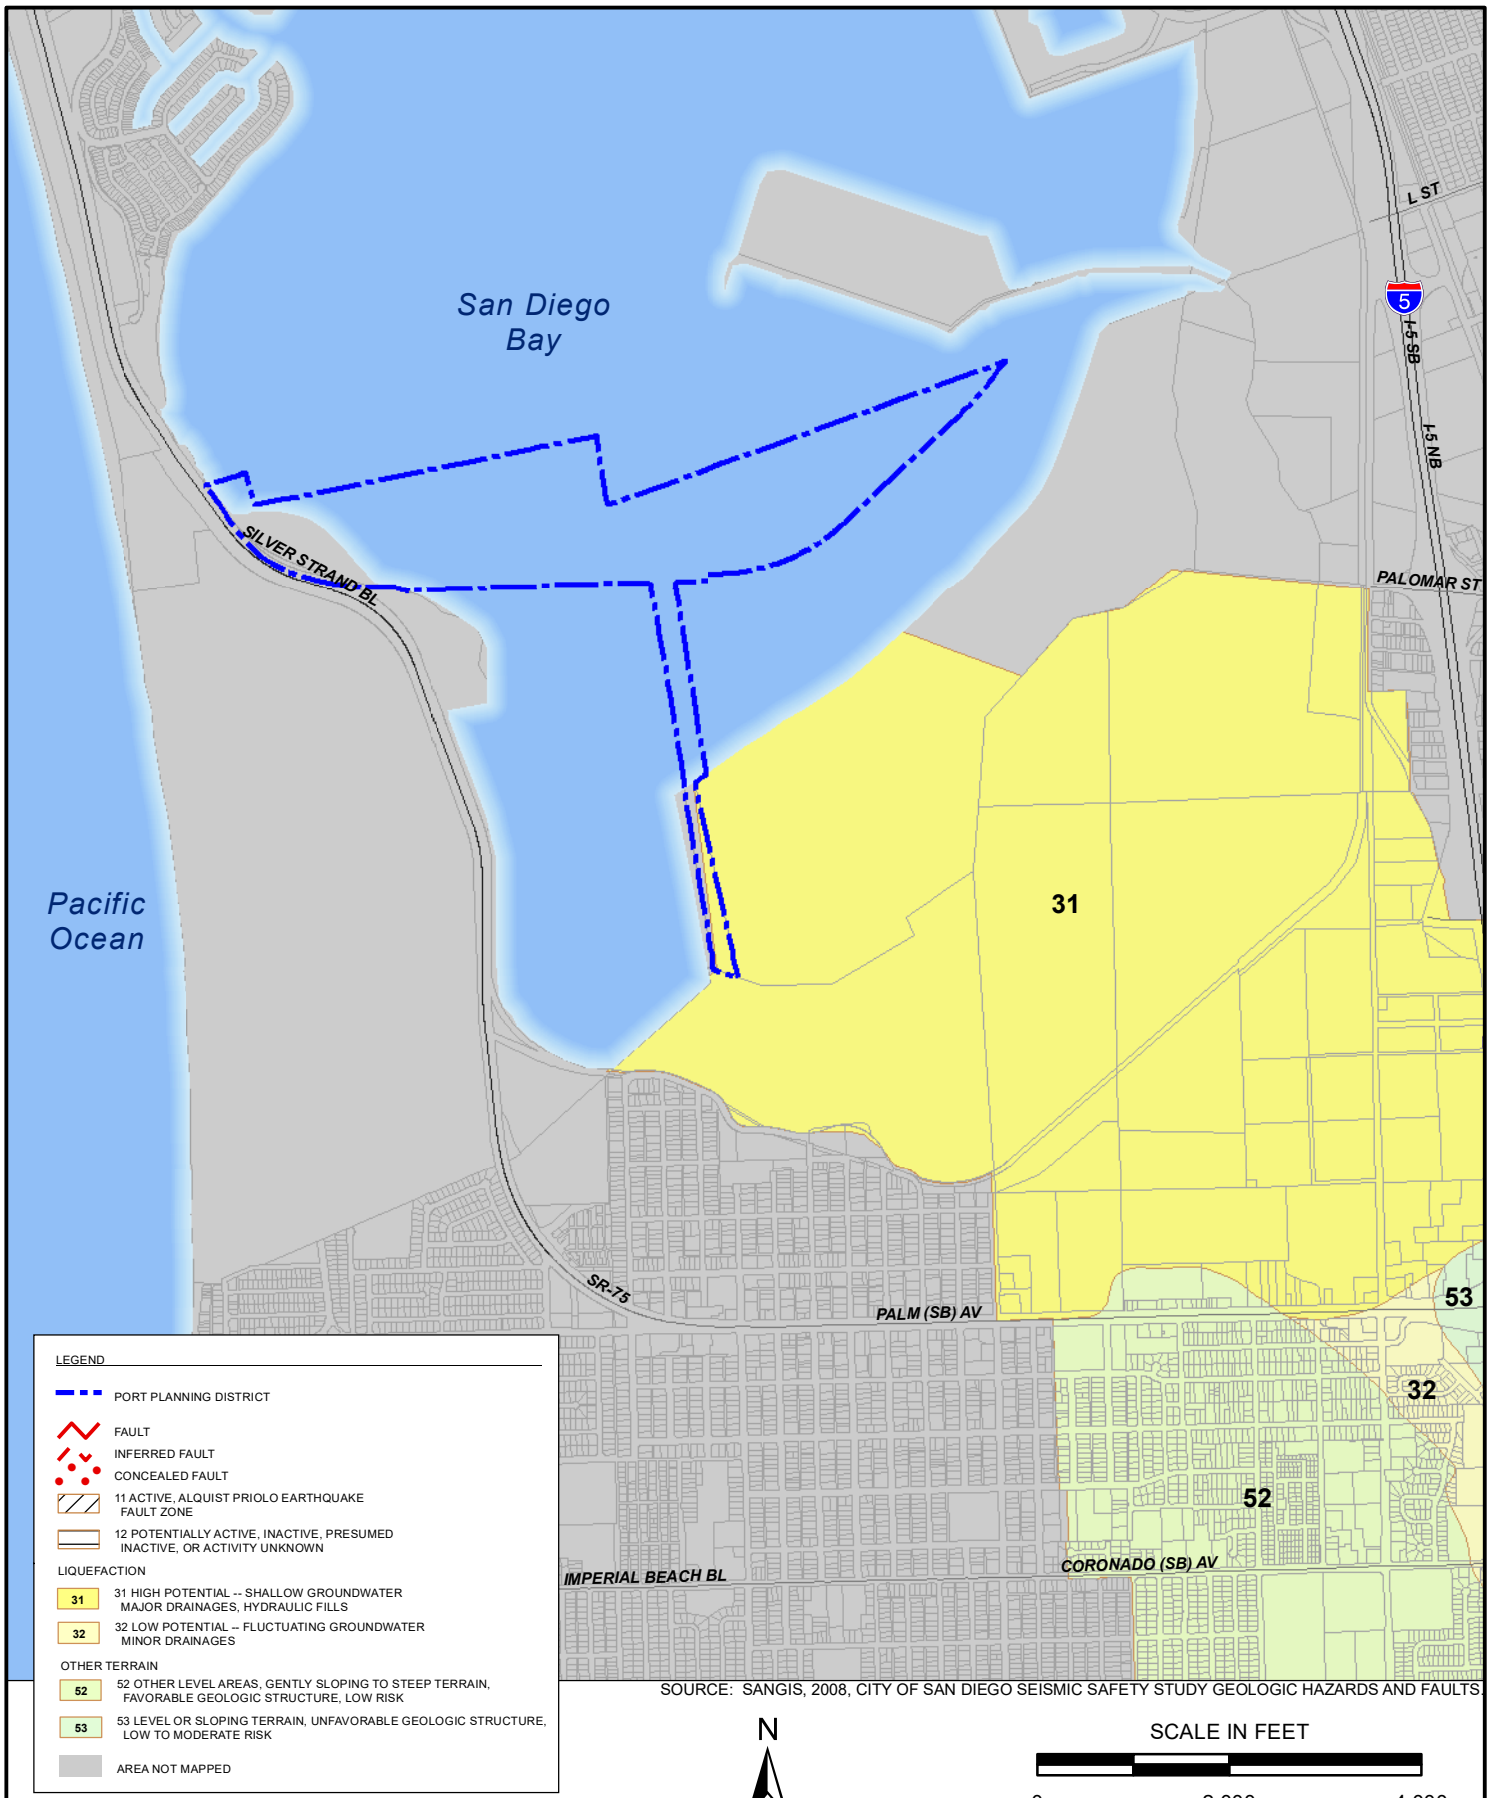 L ST
San Diego
Bay
5
I-5 SB
I-5 NB
SILVER STRAND BL
PALOMAR ST
31
Pacific
Ocean
53
SR-75
PALM (SB) AV
32
52
CORONADO (SB) AV
IMPERIAL BEACH BL
LEGEND
PORT PLANNING DISTRICT
FAULT
INFERRED FAULT
CONCEALED FAULT
11 ACTIVE, ALQUIST PRIOLO EARTHQUAKE
FAULT ZONE
12 POTENTIALLY ACTIVE, INACTIVE, PRESUMED
INACTIVE, OR ACTIVITY UNKNOWN
LIQUEFACTION
31 31 HIGH POTENTIAL -- SHALLOW GROUNDWATER
MAJOR DRAINAGES, HYDRAULIC FILLS
32 32 LOW POTENTIAL -- FLUCTUATING GROUNDWATER
MINOR DRAINAGES
OTHER TERRAIN
52 52 OTHER LEVEL AREAS, GENTLY SLOPING TO STEEP TERRAIN,
FAVORABLE GEOLOGIC STRUCTURE, LOW RISK
53 53 LEVEL OR SLOPING TERRAIN, UNFAVORABLE GEOLOGIC STRUCTURE,
LOW TO MODERATE RISK
AREA NOT MAPPED
SOURCE: SANGIS, 2008, CITY OF SAN DIEGO SEISMIC SAFETY STUDY GEOLOGIC HAZARDS AND FAULTS.
N
SCALE IN FEET